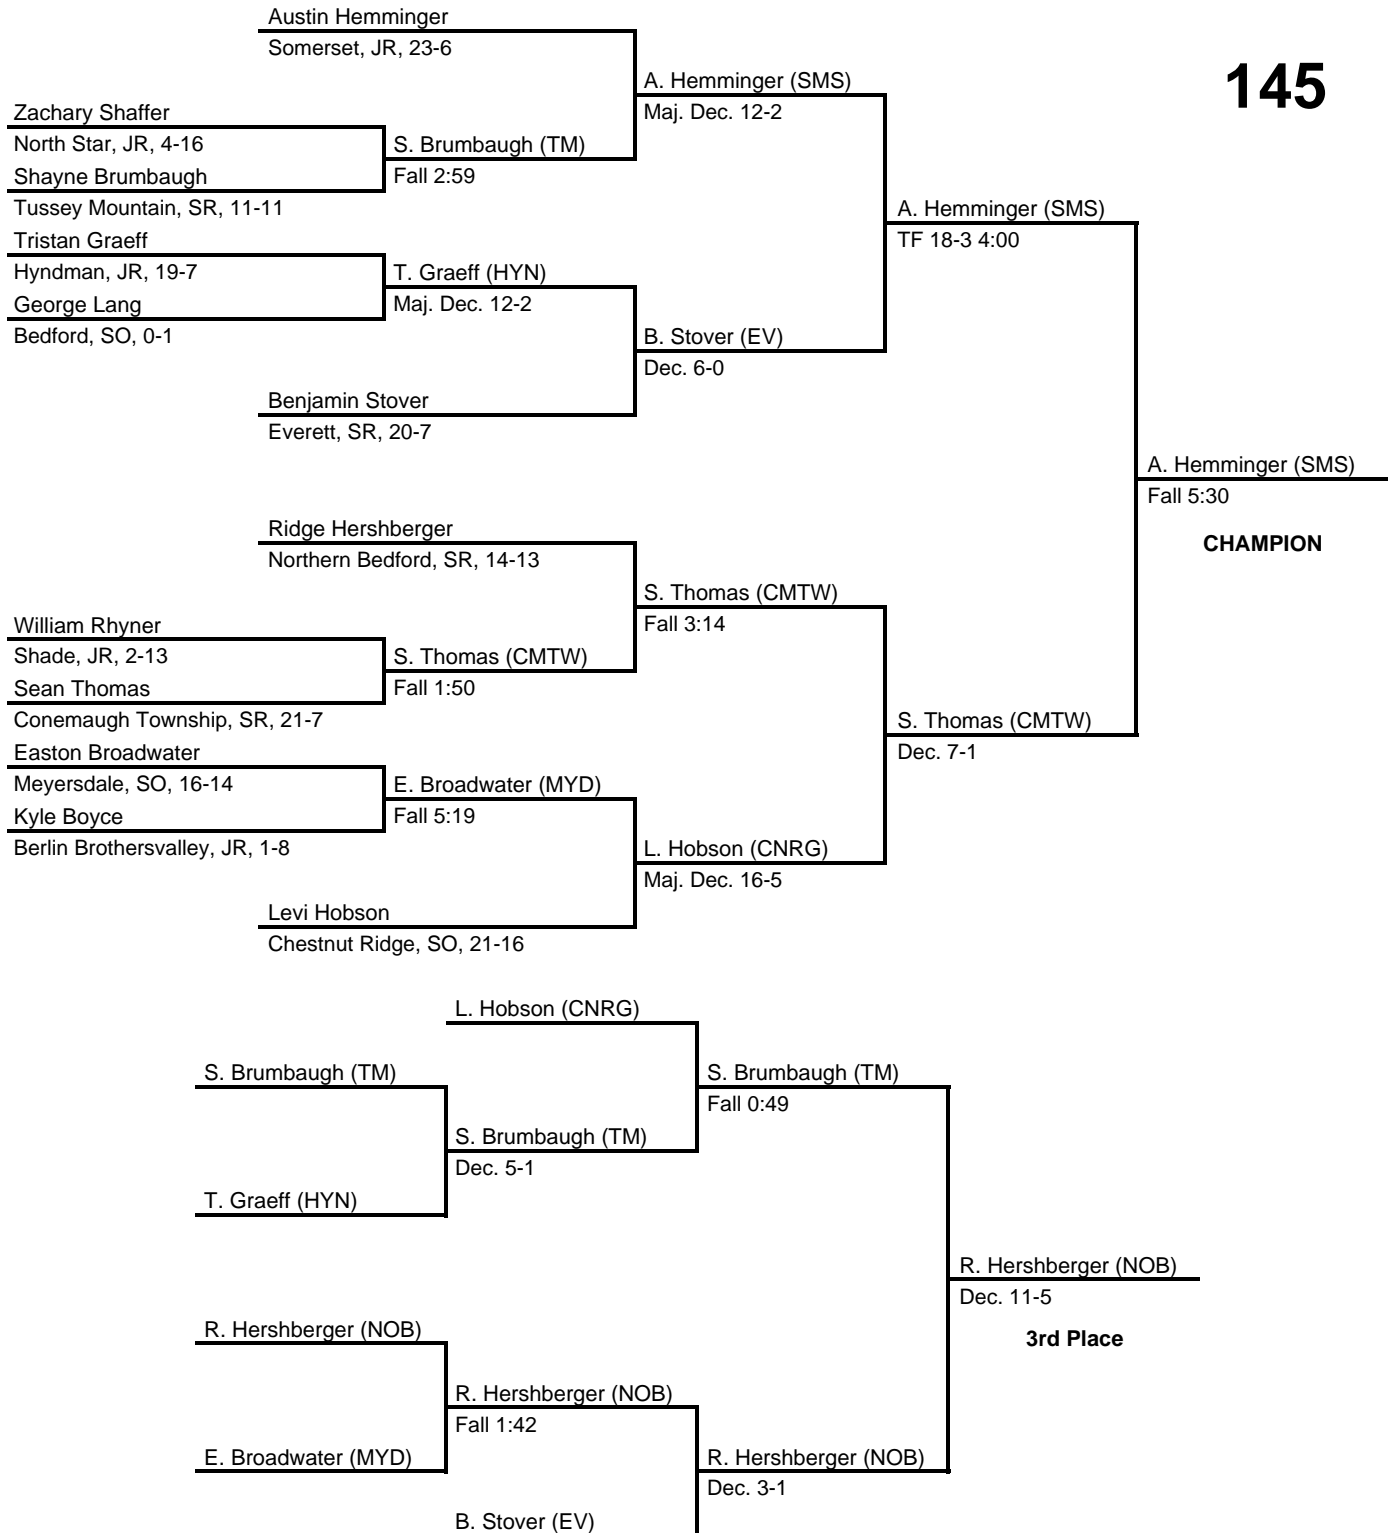 Austin Hemminger
Somerset, JR, 23-6
145
A. Hemminger (SMS)
Maj. Dec. 12-2
Zachary Shaffer
North Star, JR, 4-16
S. Brumbaugh (TM)
Fall 2:59
Shayne Brumbaugh
Tussey Mountain, SR, 11-11
A. Hemminger (SMS)
TF 18-3 4:00
Tristan Graeff
Hyndman, JR, 19-7
T. Graeff (HYN)
Maj. Dec. 12-2
George Lang
Bedford, SO, 0-1
B. Stover (EV)
Dec. 6-0
Benjamin Stover
Everett, SR, 20-7
A. Hemminger (SMS)
Fall 5:30
CHAMPION
Ridge Hershberger
Northern Bedford, SR, 14-13
S. Thomas (CMTW)
Fall 3:14
William Rhyner
Shade, JR, 2-13
S. Thomas (CMTW)
Fall 1:50
Sean Thomas
Conemaugh Township, SR, 21-7
S. Thomas (CMTW)
Dec. 7-1
Easton Broadwater
Meyersdale, SO, 16-14
E. Broadwater (MYD)
Fall 5:19
Kyle Boyce
Berlin Brothersvalley, JR, 1-8
L. Hobson (CNRG)
Maj. Dec. 16-5
Levi Hobson
Chestnut Ridge, SO, 21-16
L. Hobson (CNRG)
S. Brumbaugh (TM)
S. Brumbaugh (TM)
Fall 0:49
S. Brumbaugh (TM)
Dec. 5-1
T. Graeff (HYN)
R. Hershberger (NOB)
Dec. 11-5
3rd Place
R. Hershberger (NOB)
R. Hershberger (NOB)
Fall 1:42
E. Broadwater (MYD)
R. Hershberger (NOB)
Dec. 3-1
B. Stover (EV)